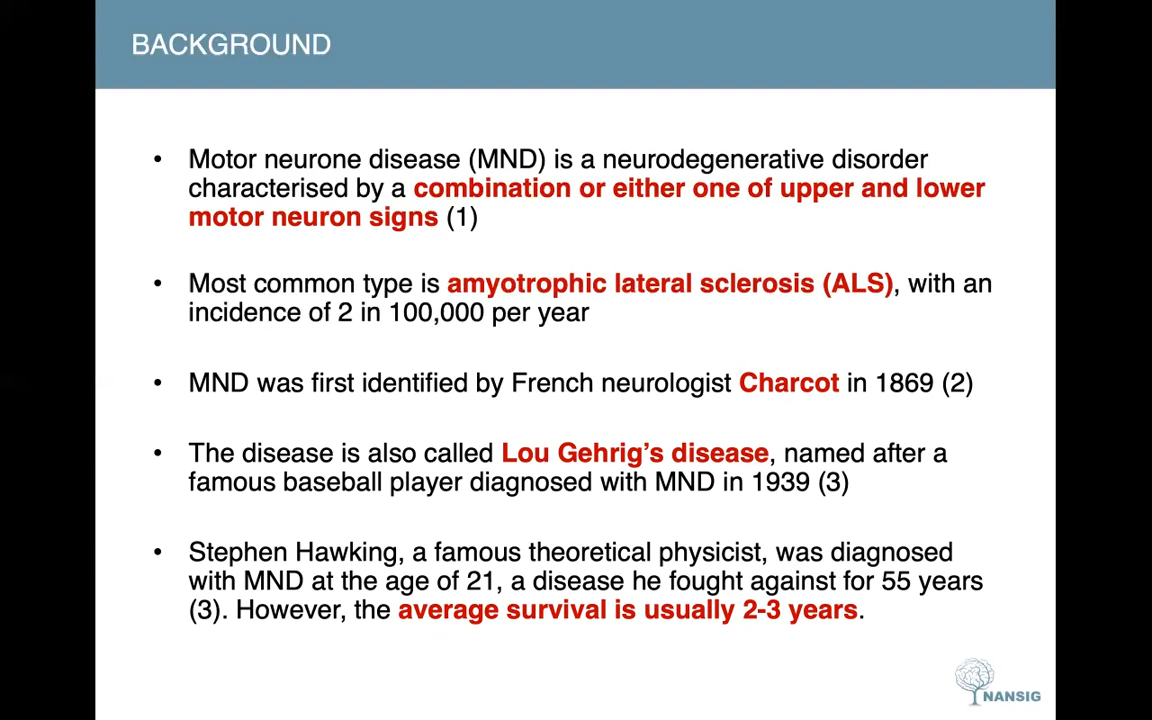 BACKGROUND
• Motor neurone disease (MND) is a neurodegenerative disorder
characterised by a combination or either one of upper and lower
motor neuron signs (1)
• Most common type is amyotrophic lateral sclerosis (ALS), with an
incidence of 2 in 100,000 per year
• MND was first identified by French neurologist Charcot in 1869 (2)
• The disease is also called Lou Gehrig's disease, named after a
famous baseball player diagnosed with MND in 1939 (3)
• Stephen Hawking, a famous theoretical physicist, was diagnosed
with MND at the age of 21, a disease he fought against for 55 years
(3). However, the average survival is usually 2-3 years.
NANSIG